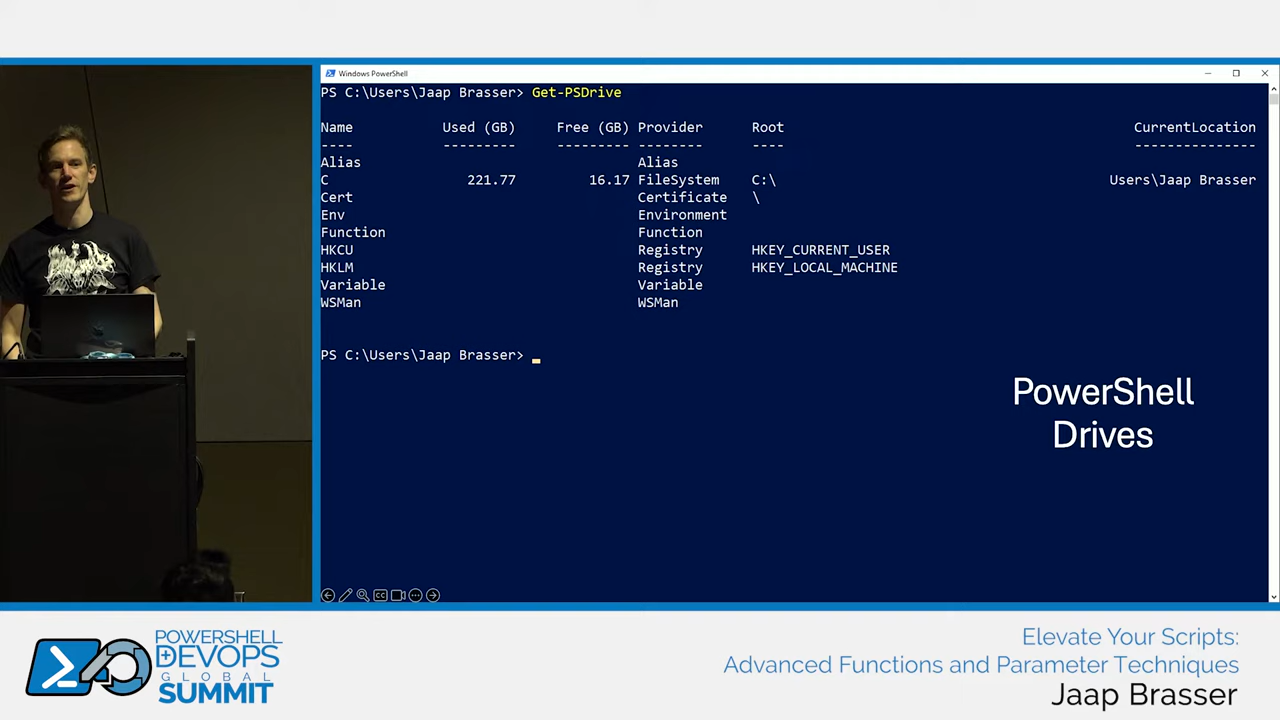 Windows PowerShell
PS C:\Users\Jaap Brasser> Get-PSDrive
Name Used (GB) Free (GB) Provider Root CurrentLocation
---- --------- --------- -------- ---- ---------------
Alias Alias
C 221.77 16.17 FileSystem C:\ Users\Jaap Brasser
Cert Certificate \
Env Environment
Function Function
HKCU Registry HKEY_CURRENT_USER
HKLM Registry HKEY_LOCAL_MACHINE
Variable Variable
WSMan WSMan
PS C:\Users\Jaap Brasser>
PowerShell
Drives
CC
POWERSHELL
+DEVOPS
GLOBAL
SUMMIT
Elevate Your Scripts:
Advanced Functions and Parameter Techniques
Jaap Brasser